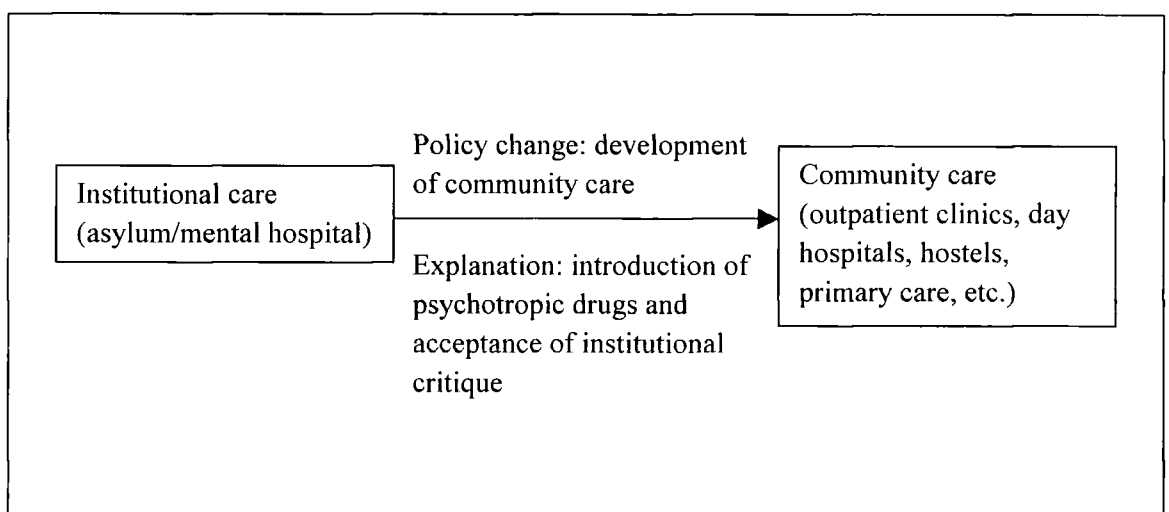 Institutional care
(asylum/mental hospital)
Policy change: development
of community care
Explanation: introduction of
psychotropic drugs and
acceptance of institutional
critique
Community care
(outpatient clinics, day
hospitals, hostels,
primary care, etc.)